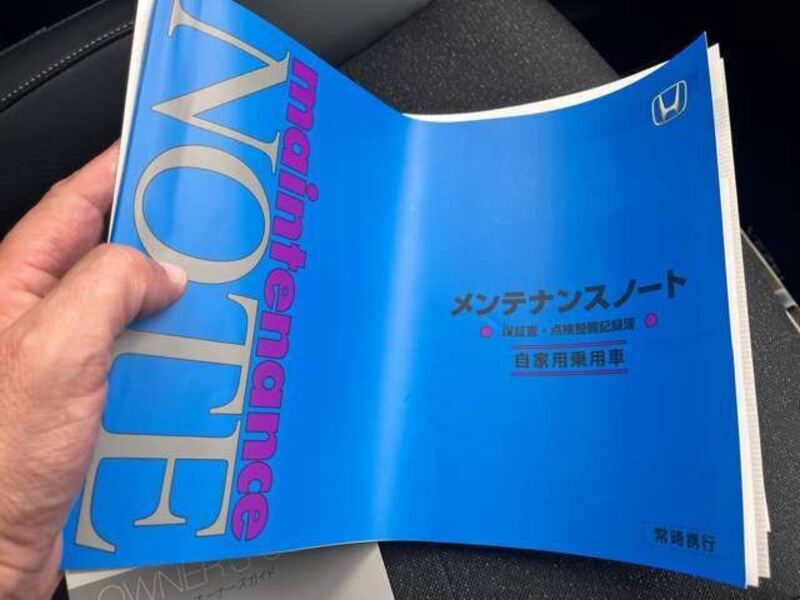 maintenance
NOTE
メンテナンスノート
保証書・点検整備記録簿
自家用乗用車
常時携行
OWNER'S
オーナーズガイド